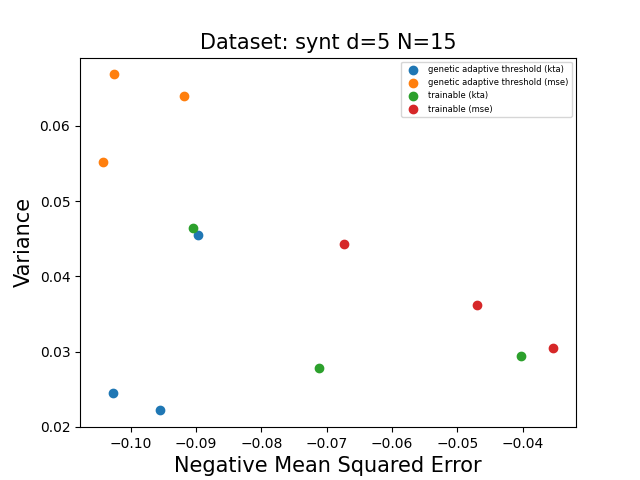 Dataset: synt d=5 N=15
genetic adaptive threshold (kta)
genetic adaptive threshold (mse)
trainable (kta)
trainable (mse)
Variance
0.06
0.05
0.04
0.03
0.02
−0.10 −0.09 −0.08 −0.07 −0.06 −0.05 −0.04
Negative Mean Squared Error